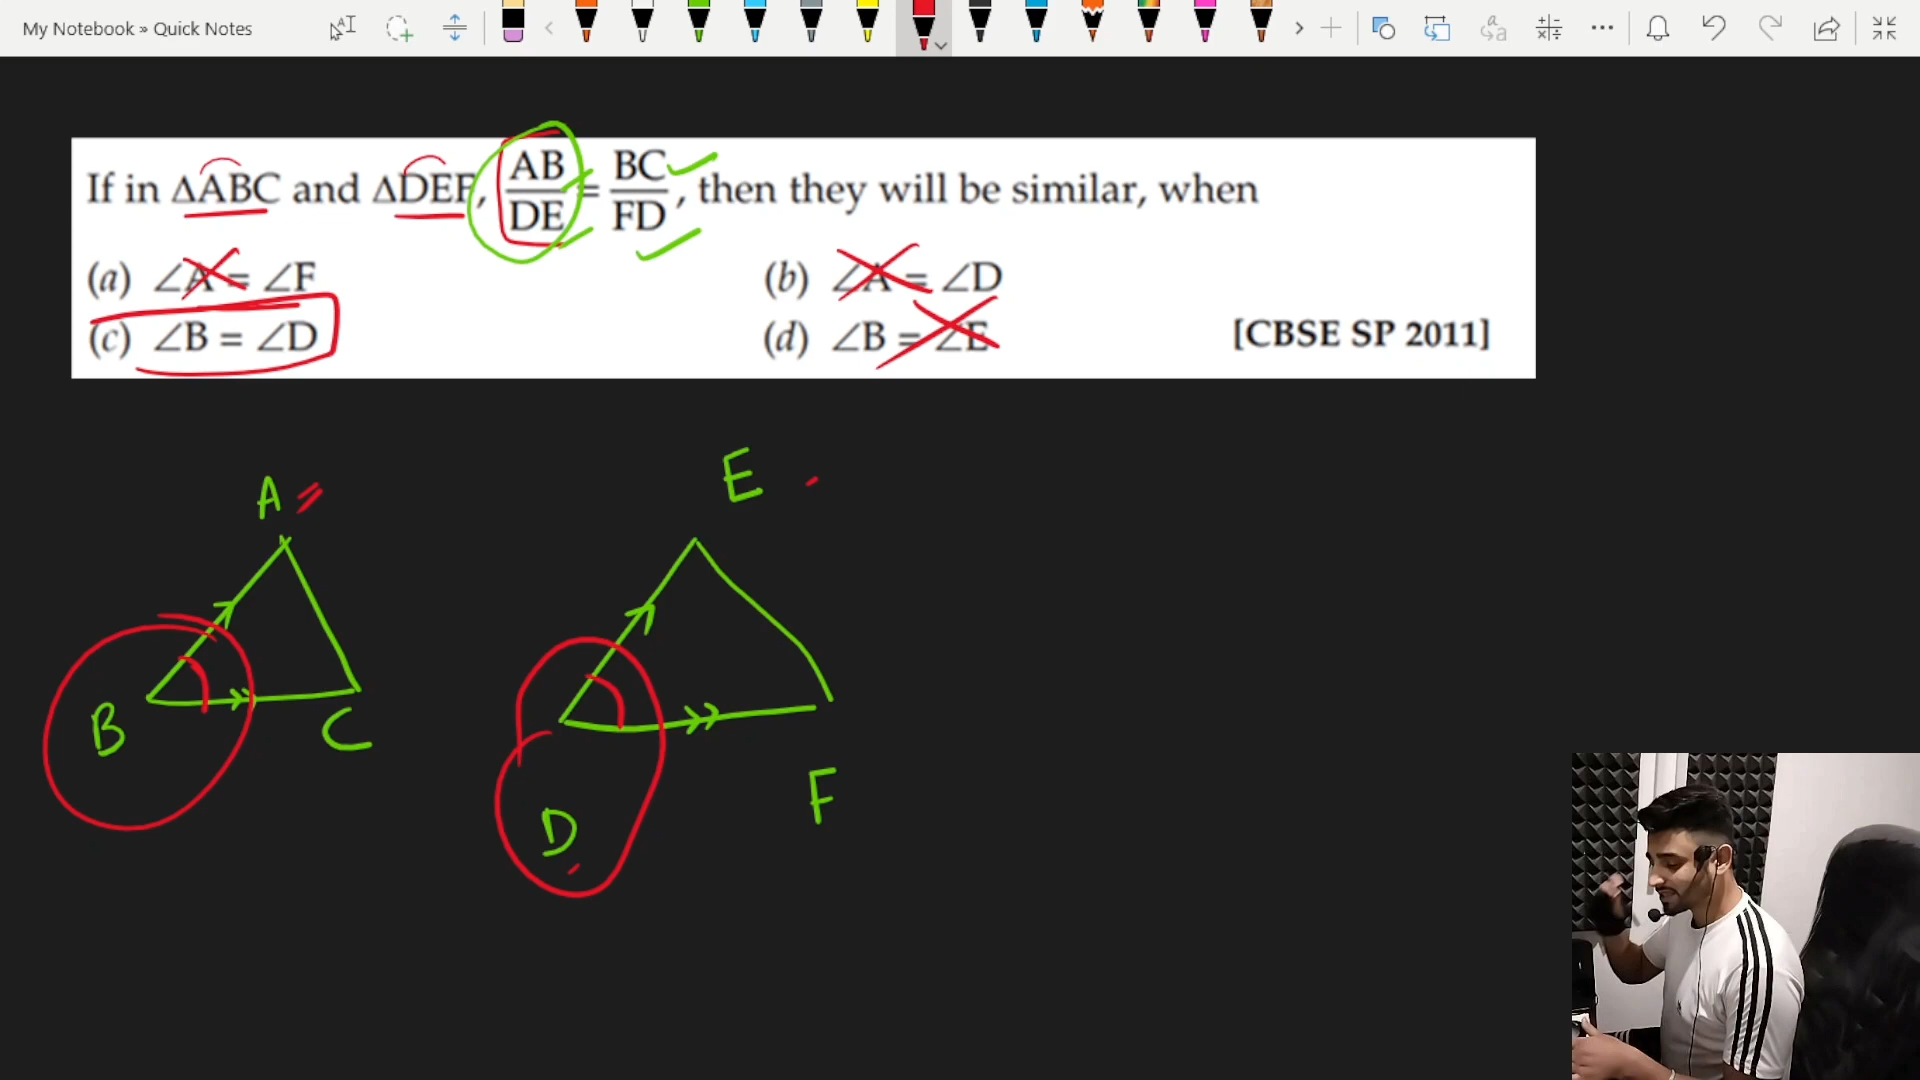 My Notebook » Quick Notes
If in ΔABC and ΔDEF, AB/DE = BC/FD, then they will be similar, when
(a) ∠A = ∠F (b) ∠A = ∠D
(c) ∠B = ∠D (d) ∠B = ∠E [CBSE SP 2011]
A E
B C
D F